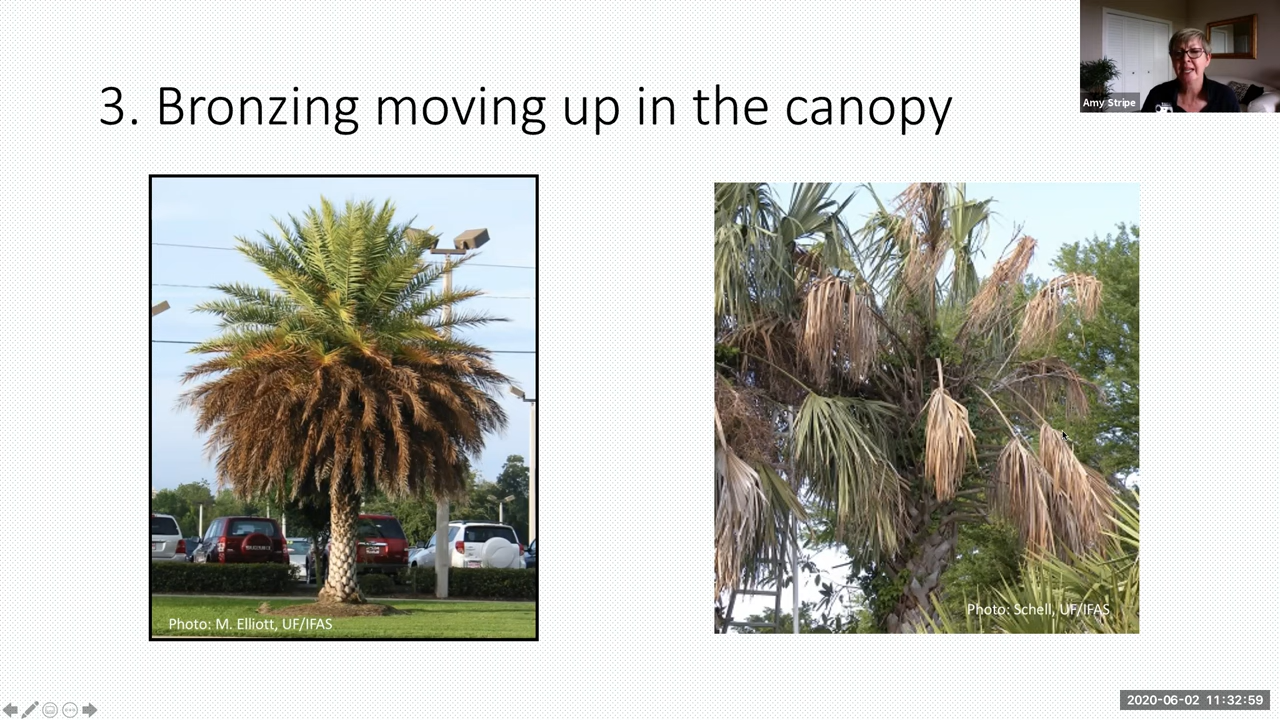 3. Bronzing moving up in the canopy
Amy Stripe
Photo: M. Elliott, UF/IFAS
Photo: Schell, UF/IFAS
2020-06-02 11:32:59